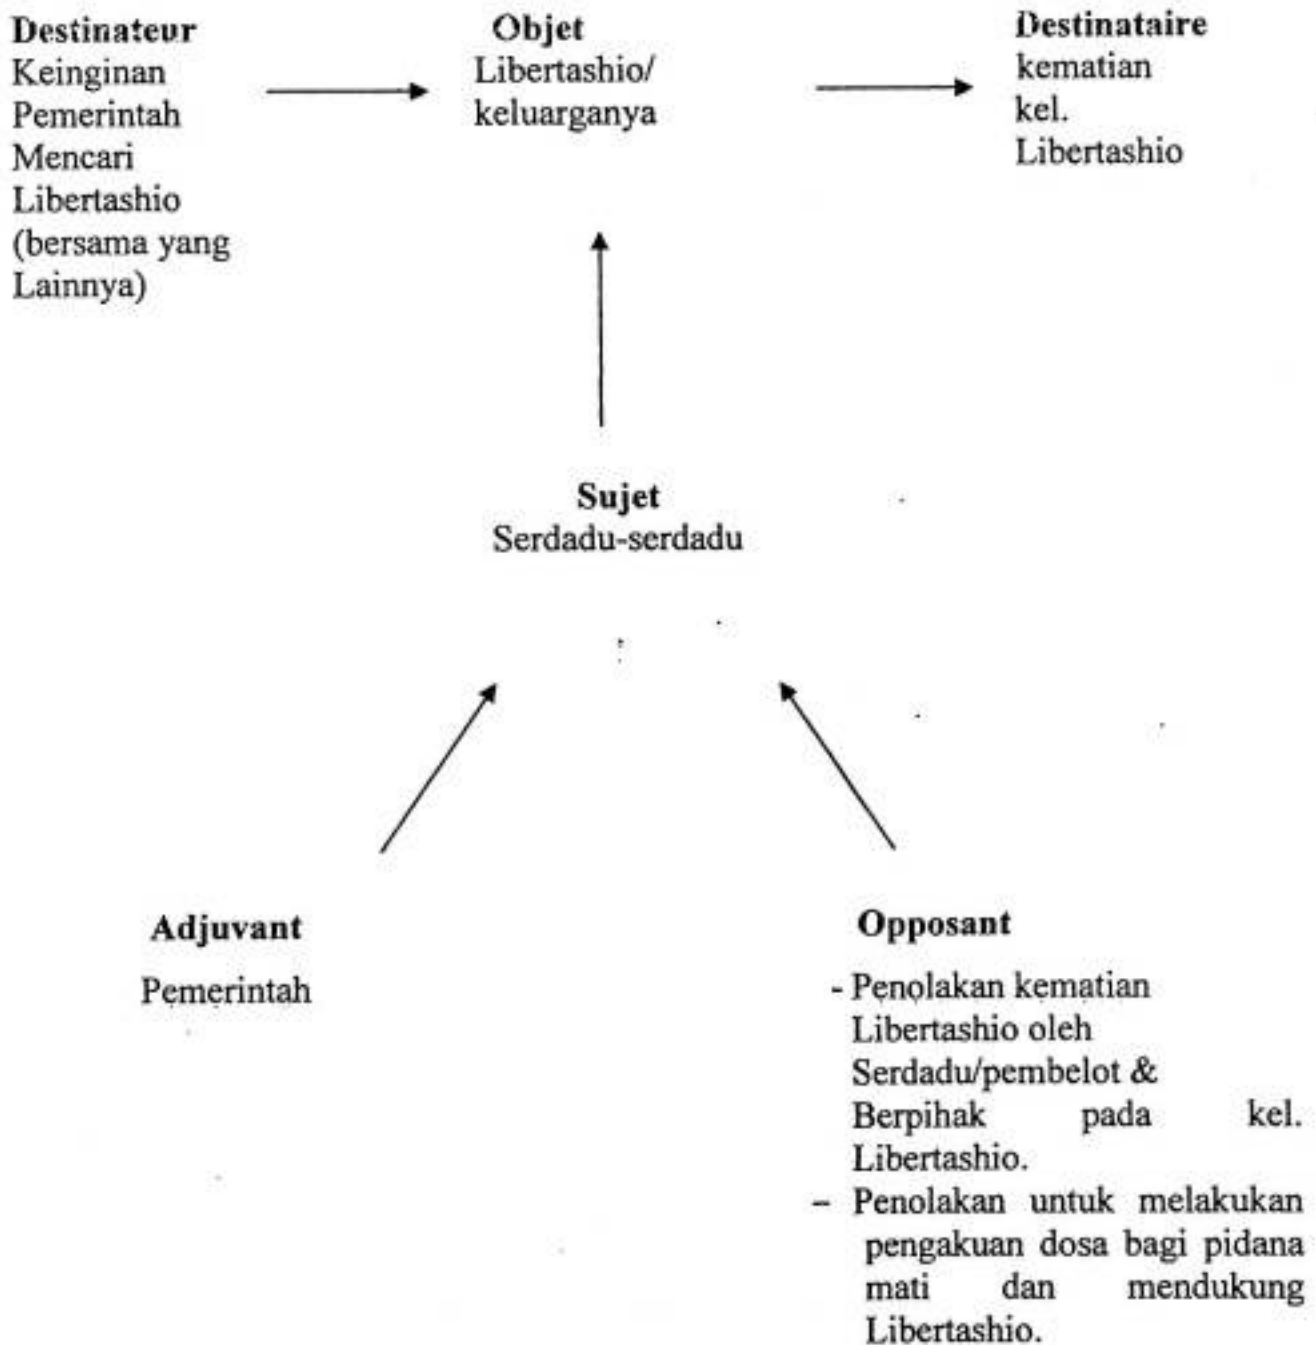 Destinateur
Keinginan
Pemerintah
Mencari
Libertashio
(bersama yang
Lainnya)
Objet
Libertashio/
keluarganya
Destinataire
kematian
kel.
Libertashio
Sujet
Serdadu-serdadu
Adjuvant
Pemerintah
Opposant
- Penolakan kematian
Libertashio oleh
Serdadu/pembelot &
Berpihak pada kel.
Libertashio.
– Penolakan untuk melakukan
pengakuan dosa bagi pidana
mati dan mendukung
Libertashio.